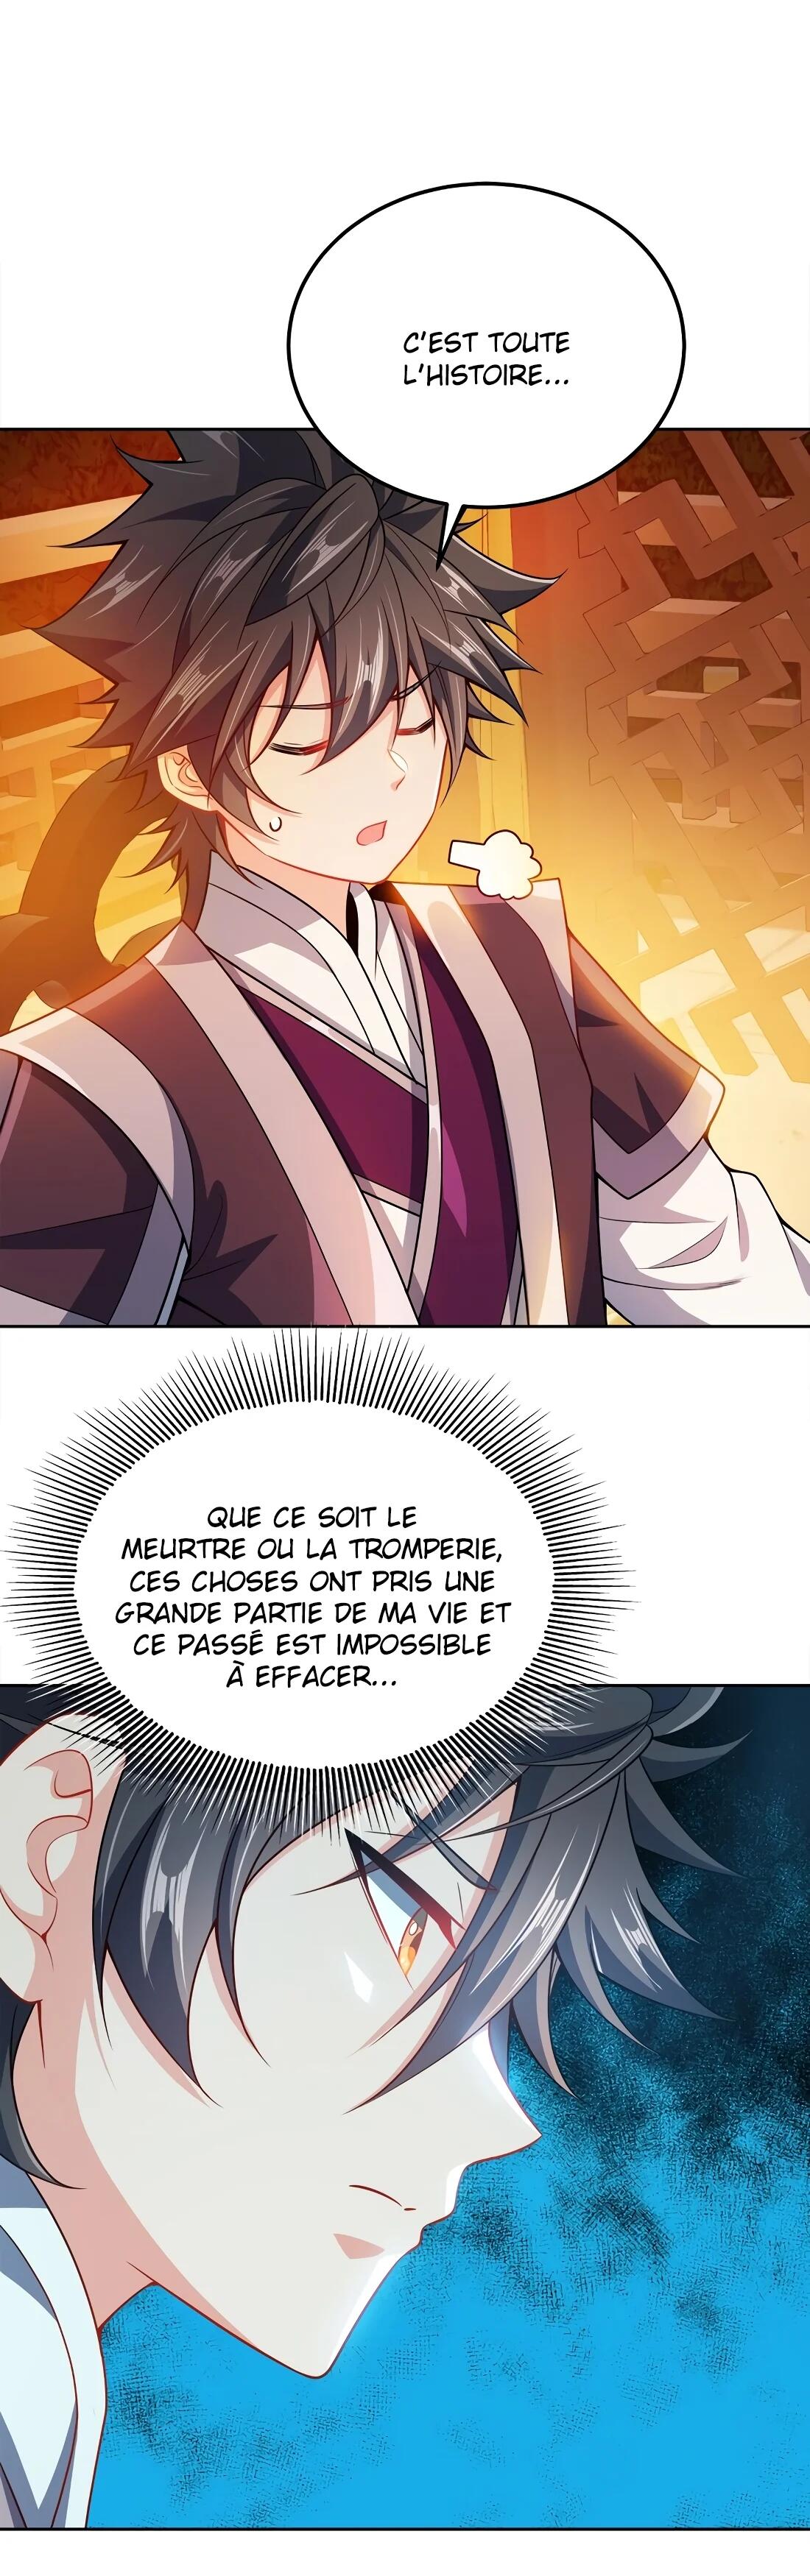 C'EST TOUTE
L'HISTOIRE...
QUE CE SOIT LE
MEURTRE OU LA TROMPERIE,
CES CHOSES ONT PRIS UNE
GRANDE PARTIE DE MA VIE ET
CE PASSÉ EST IMPOSSIBLE
À EFFACER...